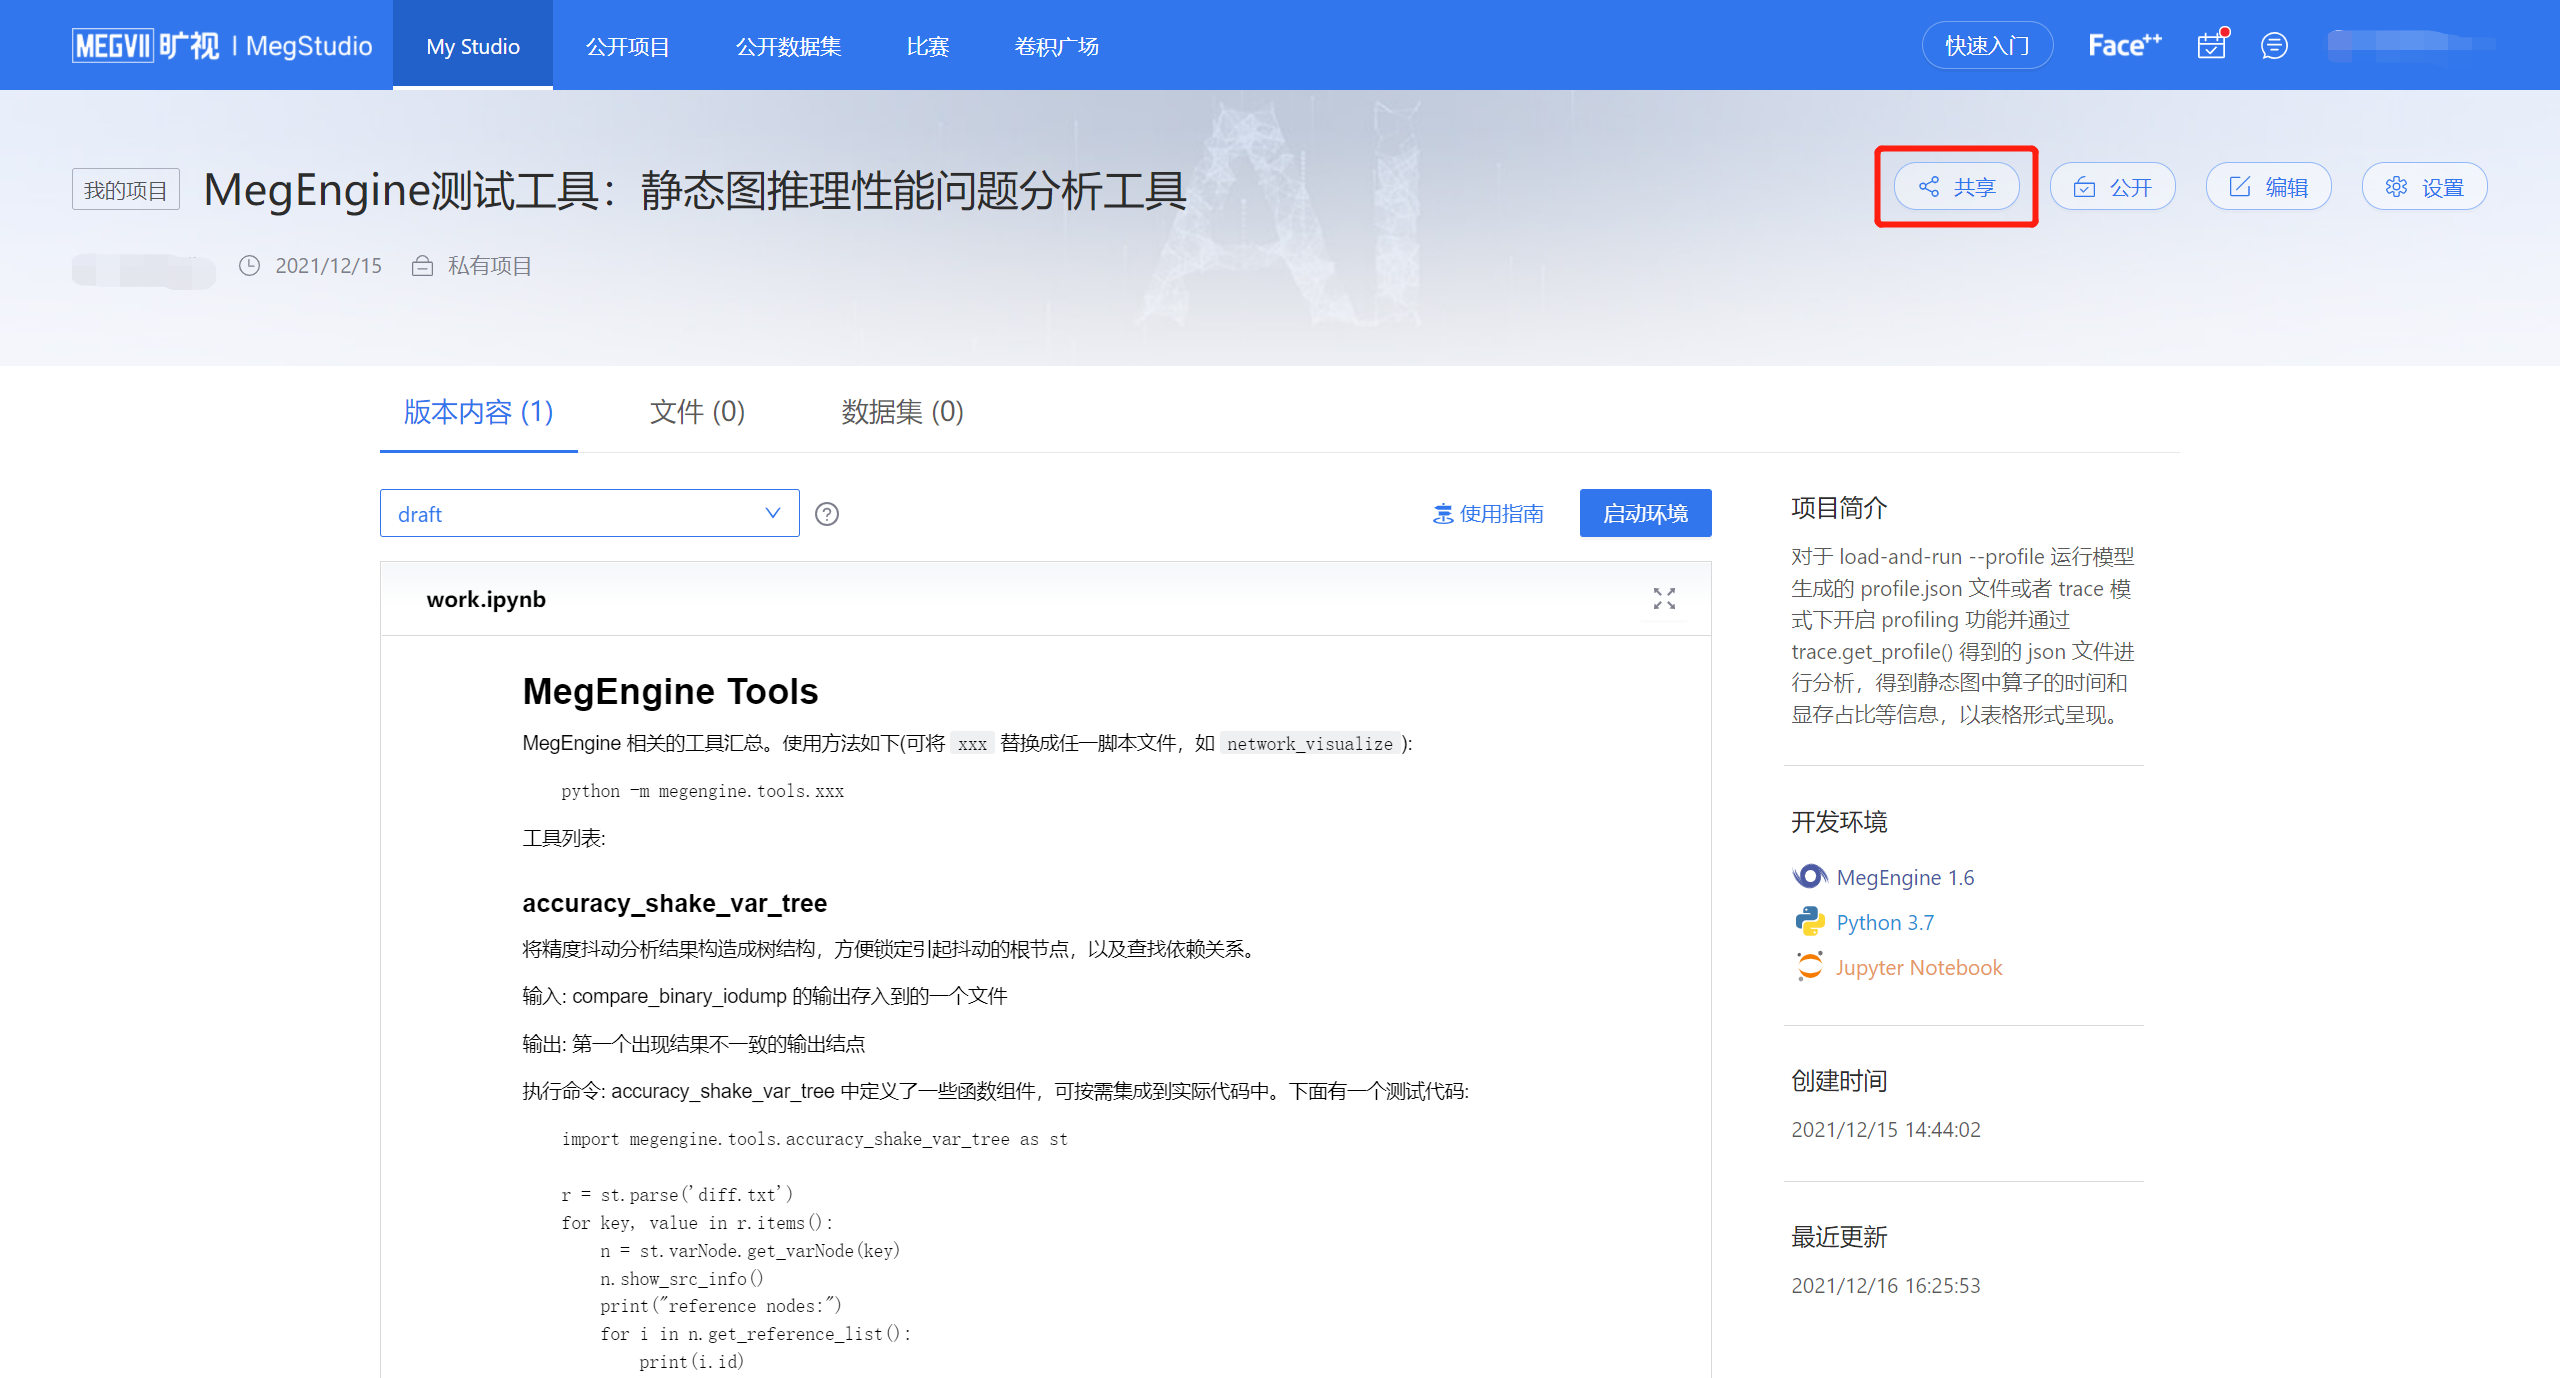 MEGVII 旷视 | MegStudio
My Studio
公开项目
公开数据集
比赛
卷积广场
快速入门
Face++
我的项目
MegEngine测试工具：静态图推理性能问题分析工具
共享
公开
编辑
设置
2021/12/15
私有项目
版本内容 (1)
文件 (0)
数据集 (0)
draft
使用指南
启动环境
work.ipynb
MegEngine Tools
MegEngine 相关的工具汇总。使用方法如下(可将 xxx 替换成任一脚本文件，如 network_visualize ):
python -m megengine.tools.xxx
工具列表:
accuracy_shake_var_tree
将精度抖动分析结果构造成树结构，方便锁定引起抖动的根节点，以及查找依赖关系。
输入: compare_binary_iodump 的输出存入到的一个文件
输出: 第一个出现结果不一致的输出结点
执行命令: accuracy_shake_var_tree 中定义了一些函数组件，可按需集成到实际代码中。下面有一个测试代码:
import megengine.tools.accuracy_shake_var_tree as st
r = st.parse('diff.txt')
for key, value in r.items():
n = st.varNode.get_varNode(key)
n.show_src_info()
print("reference nodes:")
for i in n.get_reference_list():
print(i.id)
项目简介
对于 load-and-run --profile 运行模型
生成的 profile.json 文件或者 trace 模
式下开启 profiling 功能并通过
trace.get_profile() 得到的 json 文件进
行分析，得到静态图中算子的时间和
显存占比等信息，以表格形式呈现。
开发环境
MegEngine 1.6
Python 3.7
Jupyter Notebook
创建时间
2021/12/15 14:44:02
最近更新
2021/12/16 16:25:53